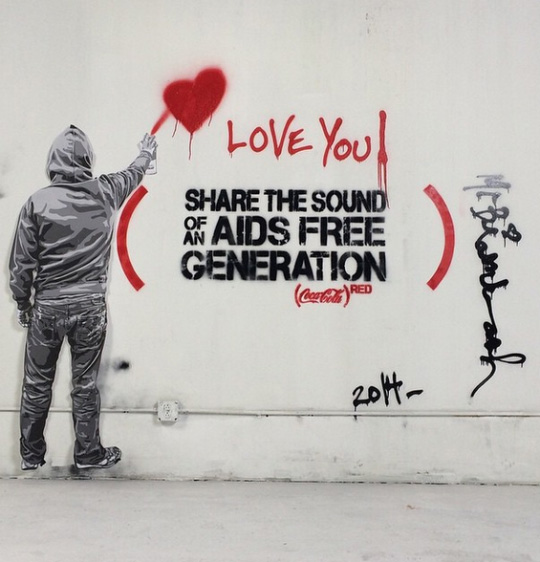 LOVE YOU!
SHARE THE SOUND
OF AN AIDS FREE
GENERATION
(Coca-Cola)RED
2014-